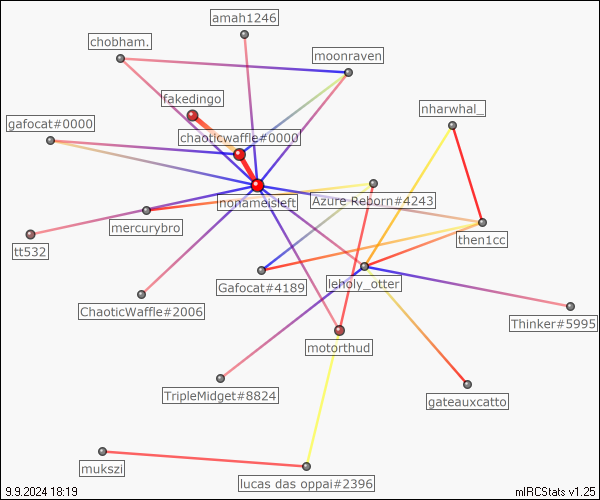 amah1246
chobham.
moonraven
fakedingo
nharwhal_
gafocat#0000
chaoticwaffle#0000
nonameisleft
Azure Reborn#4243
mercurybro
then1cc
tt532
Gafocat#4189
leholy_otter
ChaoticWaffle#2006
Thinker#5995
motorthud
TripleMidget#8824
gateauxcatto
mukszi
lucas das oppai#2396
9.9.2024 18:19
mIRCStats v1.25